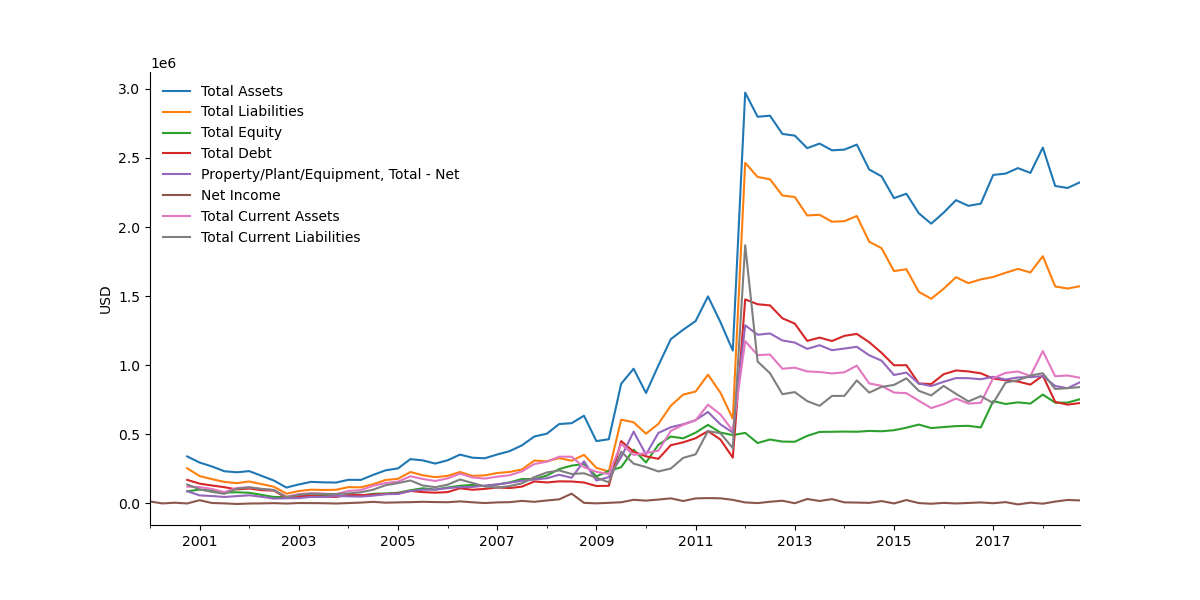 1e6
3.0
2.5
2.0
1.5
1.0
0.5
0.0
USD
Total Assets
Total Liabilities
Total Equity
Total Debt
Property/Plant/Equipment, Total - Net
Net Income
Total Current Assets
Total Current Liabilities
2001 2003 2005 2007 2009 2011 2013 2015 2017